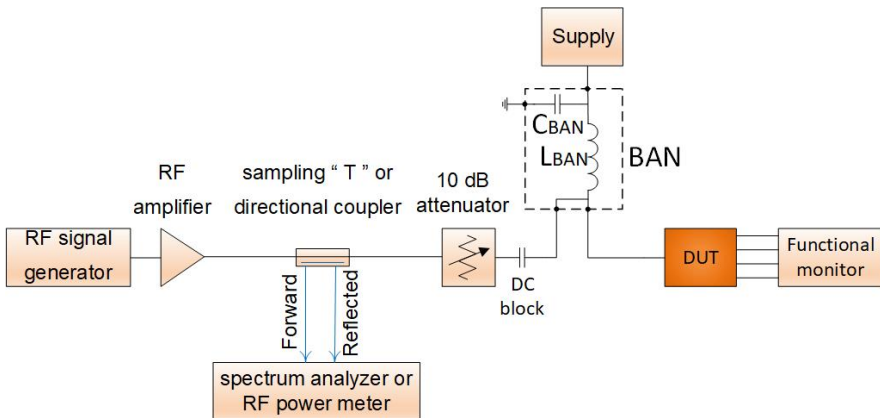 Supply
CBAN
LBAN
BAN
RF
amplifier
sampling “ T ” or
directional coupler
10 dB
attenuator
RF signal
generator
DC
block
DUT
Functional
monitor
Forward
Reflected
spectrum analyzer or
RF power meter